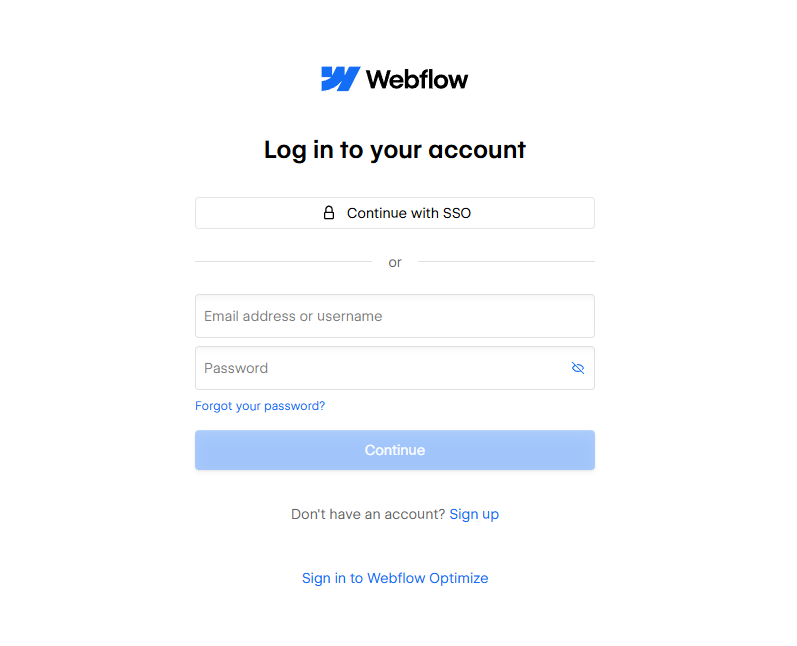 Webflow
Log in to your account
Continue with SSO
or
Email address or username
Password
Forgot your password?
Continue
Don't have an account? Sign up
Sign in to Webflow Optimize